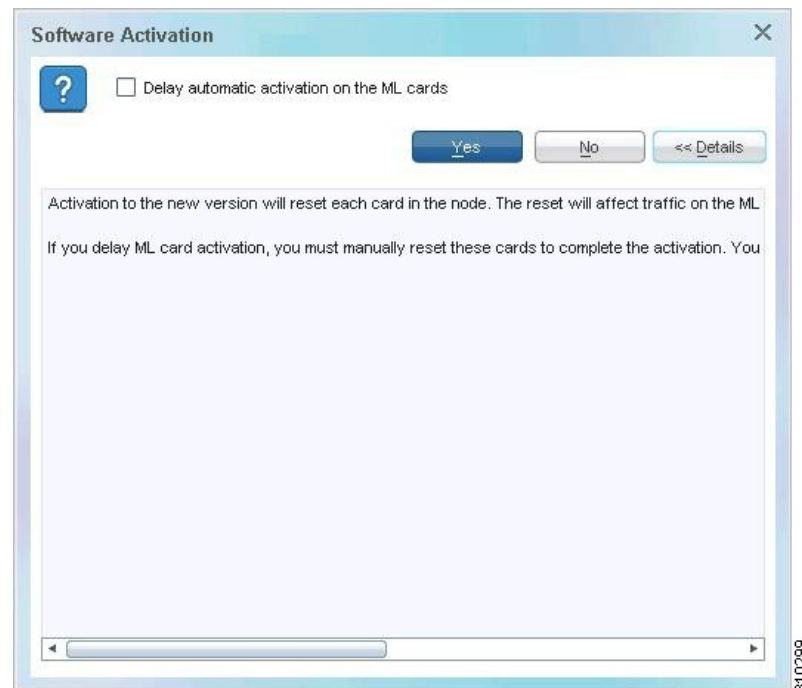 Software Activation
Delay automatic activation on the ML cards
Yes No << Details
Activation to the new version will reset each card in the node. The reset will affect traffic on the ML
If you delay ML card activation, you must manually reset these cards to complete the activation. You
310299